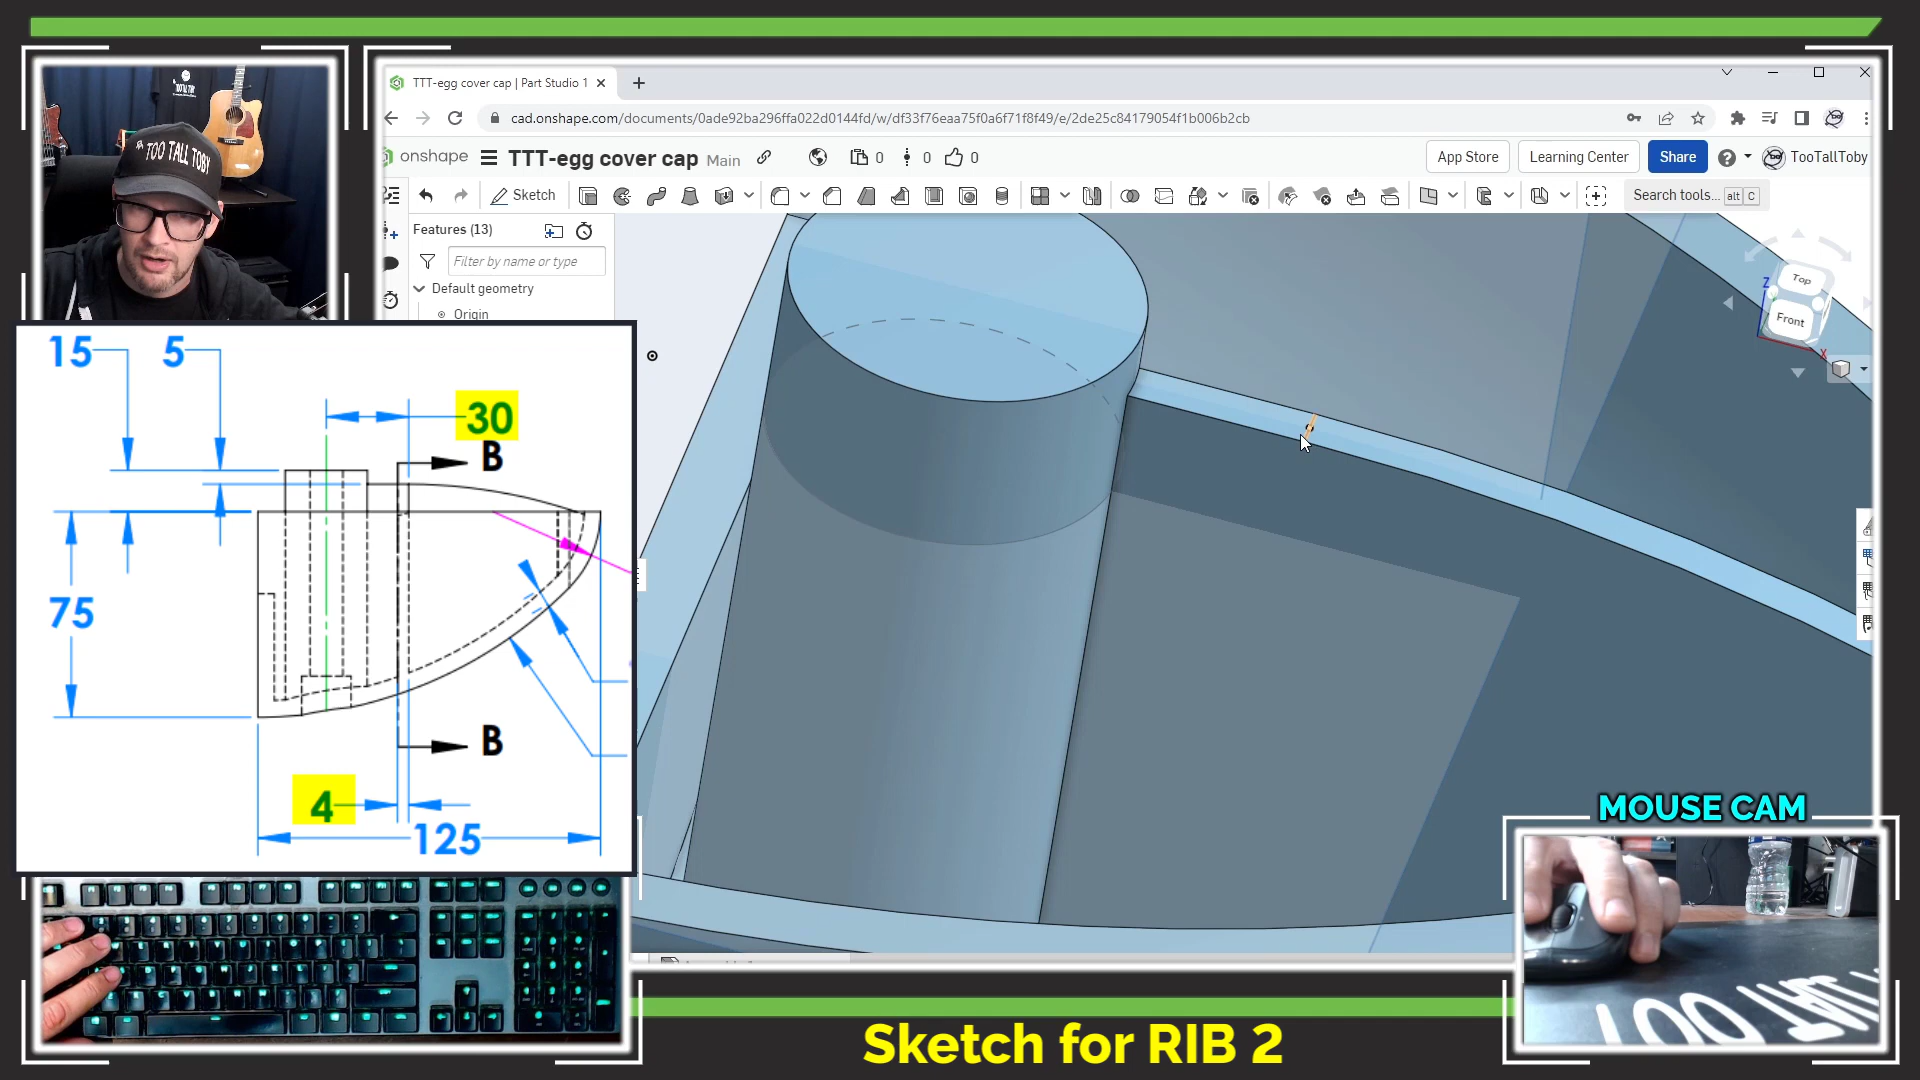 TTT-egg cover cap | Part Studio 1
cad.onshape.com/documents/0ade92ba296ffa022d0144fd/w/df33f76eaa75f0a6f71f8f49/e/2de25c84179054f1b006b2cb
onshape
TTT-egg cover cap Main
0
0
0
App Store
Learning Center
Share
TooTallToby
Sketch
Search tools...
alt C
Features (13)
Filter by name or type
Default geometry
Origin
Top
Front
Z
X
TOO TALL TOBY
15
5
30
B
75
B
4
125
MOUSE CAM
Sketch for RIB 2